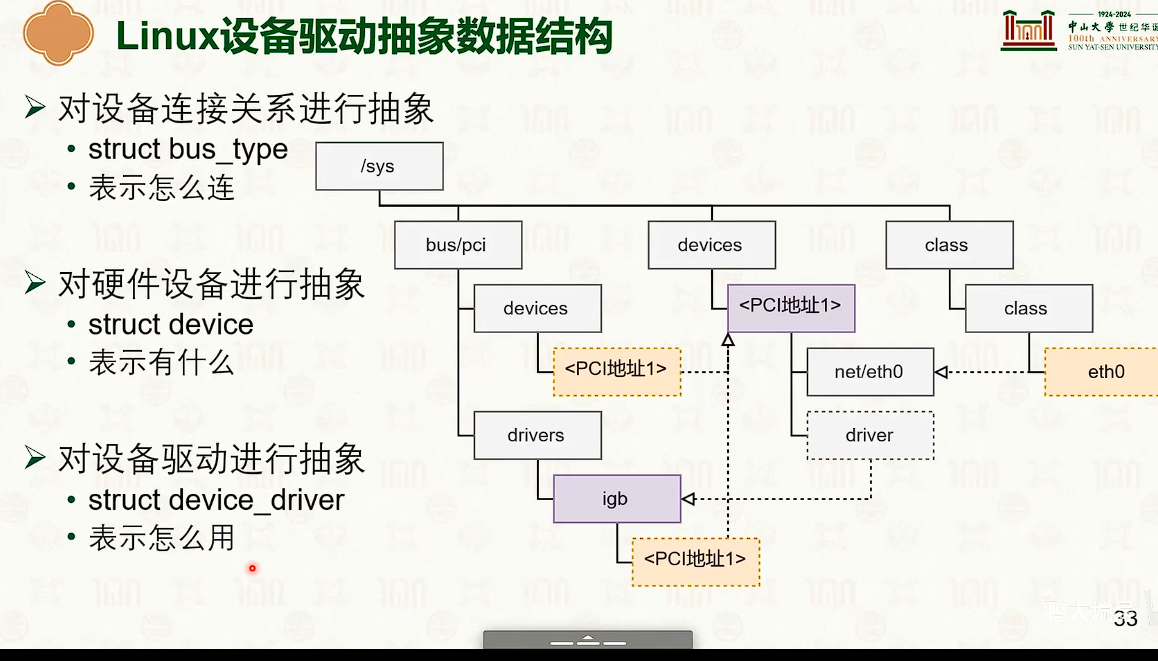 Linux设备驱动抽象数据结构
1924-2024
中山大学 世纪华诞
100th ANNIVERSARY
SUN YAT-SEN UNIVERSITY
➢ 对设备连接关系进行抽象
• struct bus_type
• 表示怎么连
➢ 对硬件设备进行抽象
• struct device
• 表示有什么
➢ 对设备驱动进行抽象
• struct device_driver
• 表示怎么用
/sys
bus/pci
devices
class
devices
<PCI地址1>
class
<PCI地址1>
net/eth0
eth0
drivers
driver
igb
<PCI地址1>
33